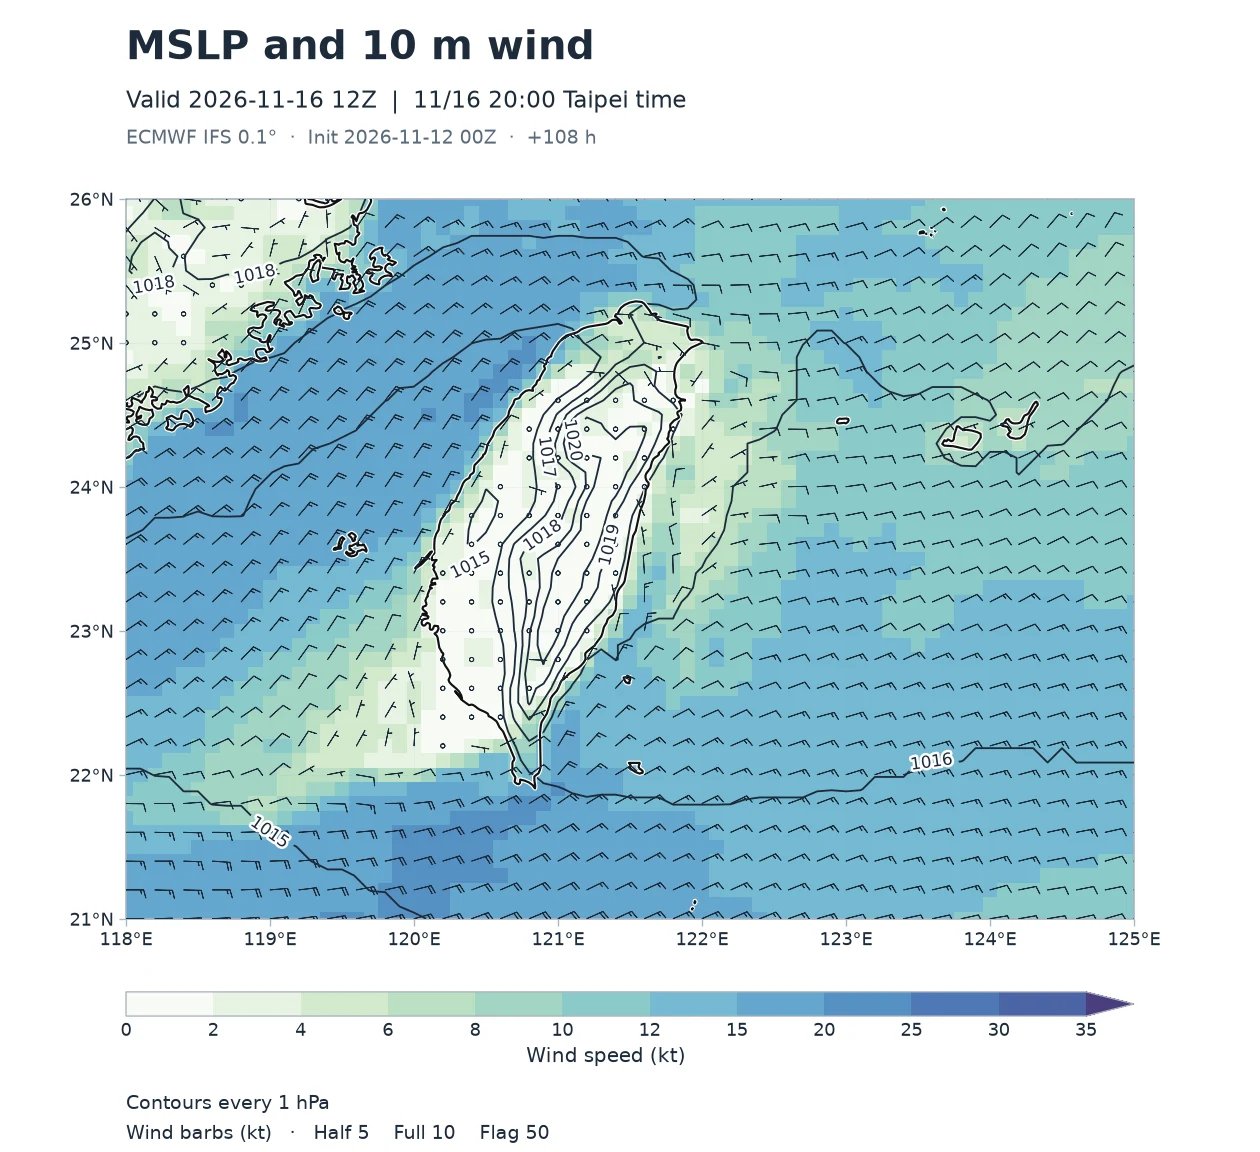 MSLP and 10 m wind
Valid 2026-11-16 12Z | 11/16 20:00 Taipei time
ECMWF IFS 0.1° · Init 2026-11-12 00Z · +108 h
26°N
1018
1018
25°N
1020
1017
24°N
1018
1019
1015
23°N
1016
22°N
1015
21°N
118°E 119°E 120°E 121°E 122°E 123°E 124°E 125°E
0 2 4 6 8 10 12 15 20 25 30 35
Wind speed (kt)
Contours every 1 hPa
Wind barbs (kt) · Half 5 Full 10 Flag 50